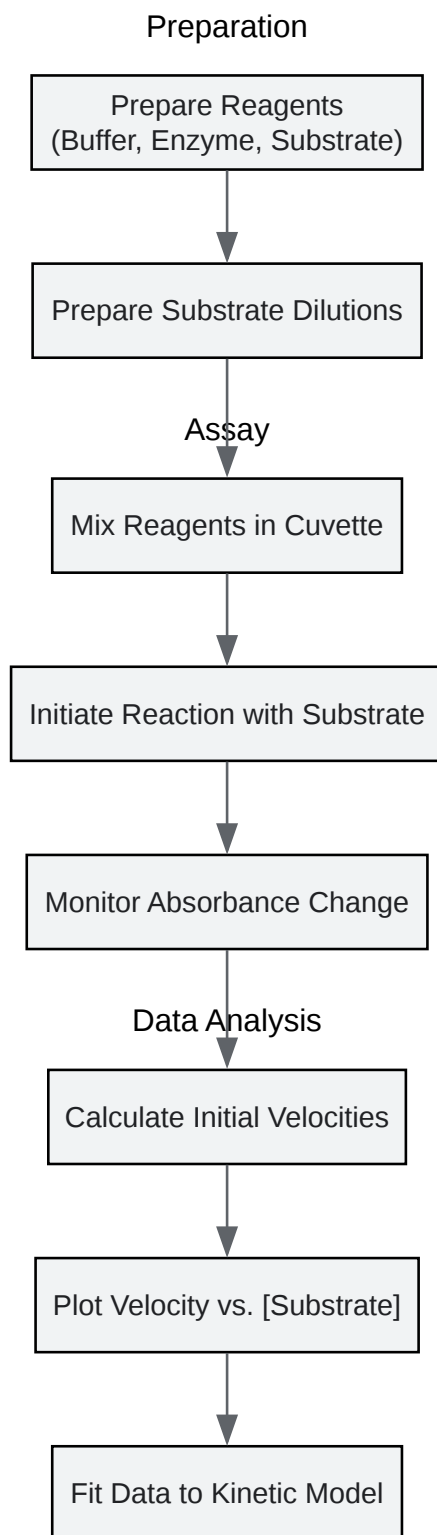 Preparation
Prepare Reagents
(Buffer, Enzyme, Substrate)
Prepare Substrate Dilutions
Assay
Mix Reagents in Cuvette
Initiate Reaction with Substrate
Monitor Absorbance Change
Data Analysis
Calculate Initial Velocities
Plot Velocity vs. [Substrate]
Fit Data to Kinetic Model